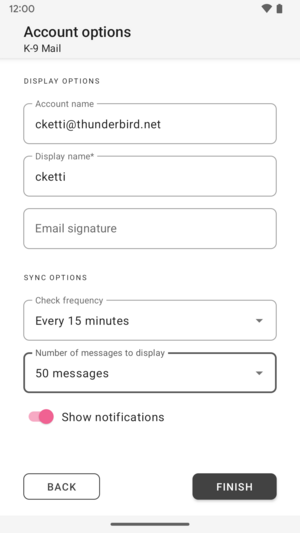 12:00
Account options
K-9 Mail
DISPLAY OPTIONS
Account name
cketti@thunderbird.net
Display name*
cketti
Email signature
SYNC OPTIONS
Check frequency
Every 15 minutes
Number of messages to display
50 messages
Show notifications
BACK
FINISH